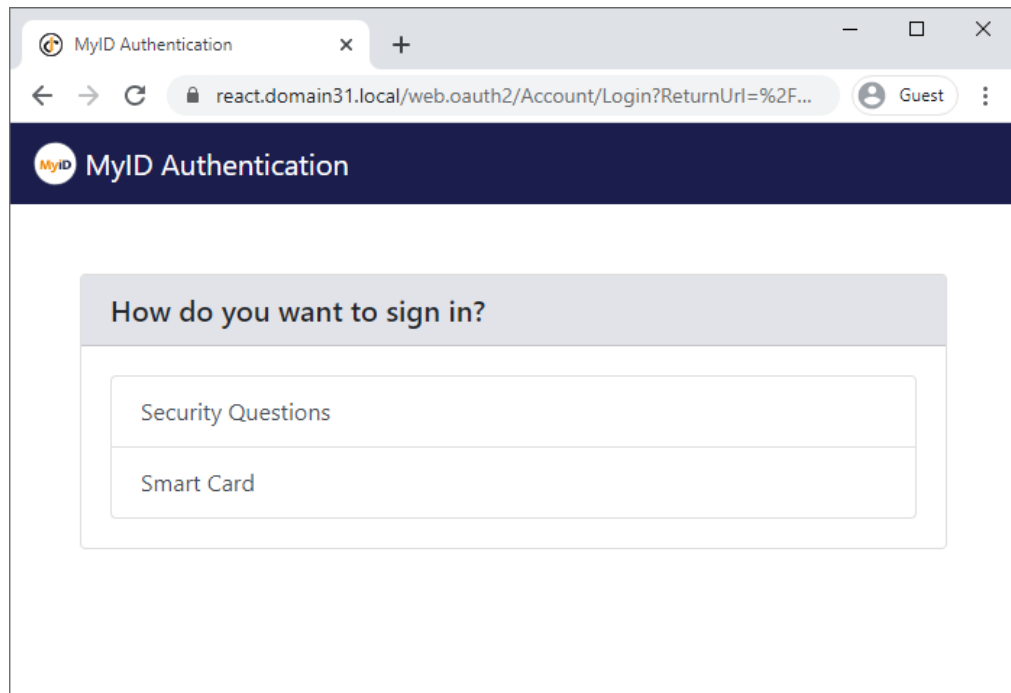 MyID Authentication
react.domain31.local/web.oauth2/Account/Login?ReturnUrl=%2F...
Guest
MyID MyID Authentication
How do you want to sign in?
Security Questions
Smart Card